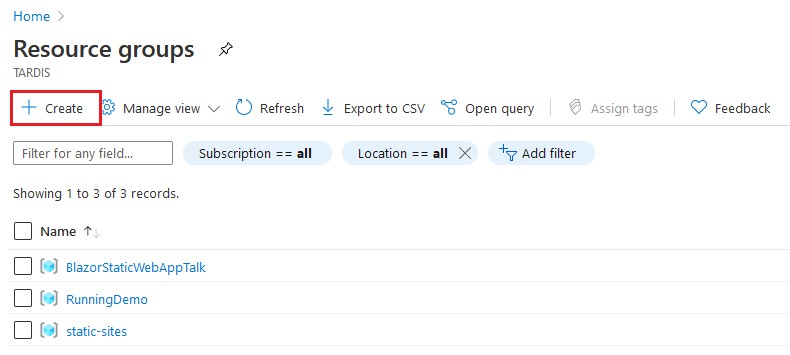 Home
Resource groups
TARDIS
Create Manage view Refresh Export to CSV Open query Assign tags Feedback
Filter for any field... Subscription == all Location == all Add filter
Showing 1 to 3 of 3 records.
Name
BlazorStaticWebAppTalk
RunningDemo
static-sites